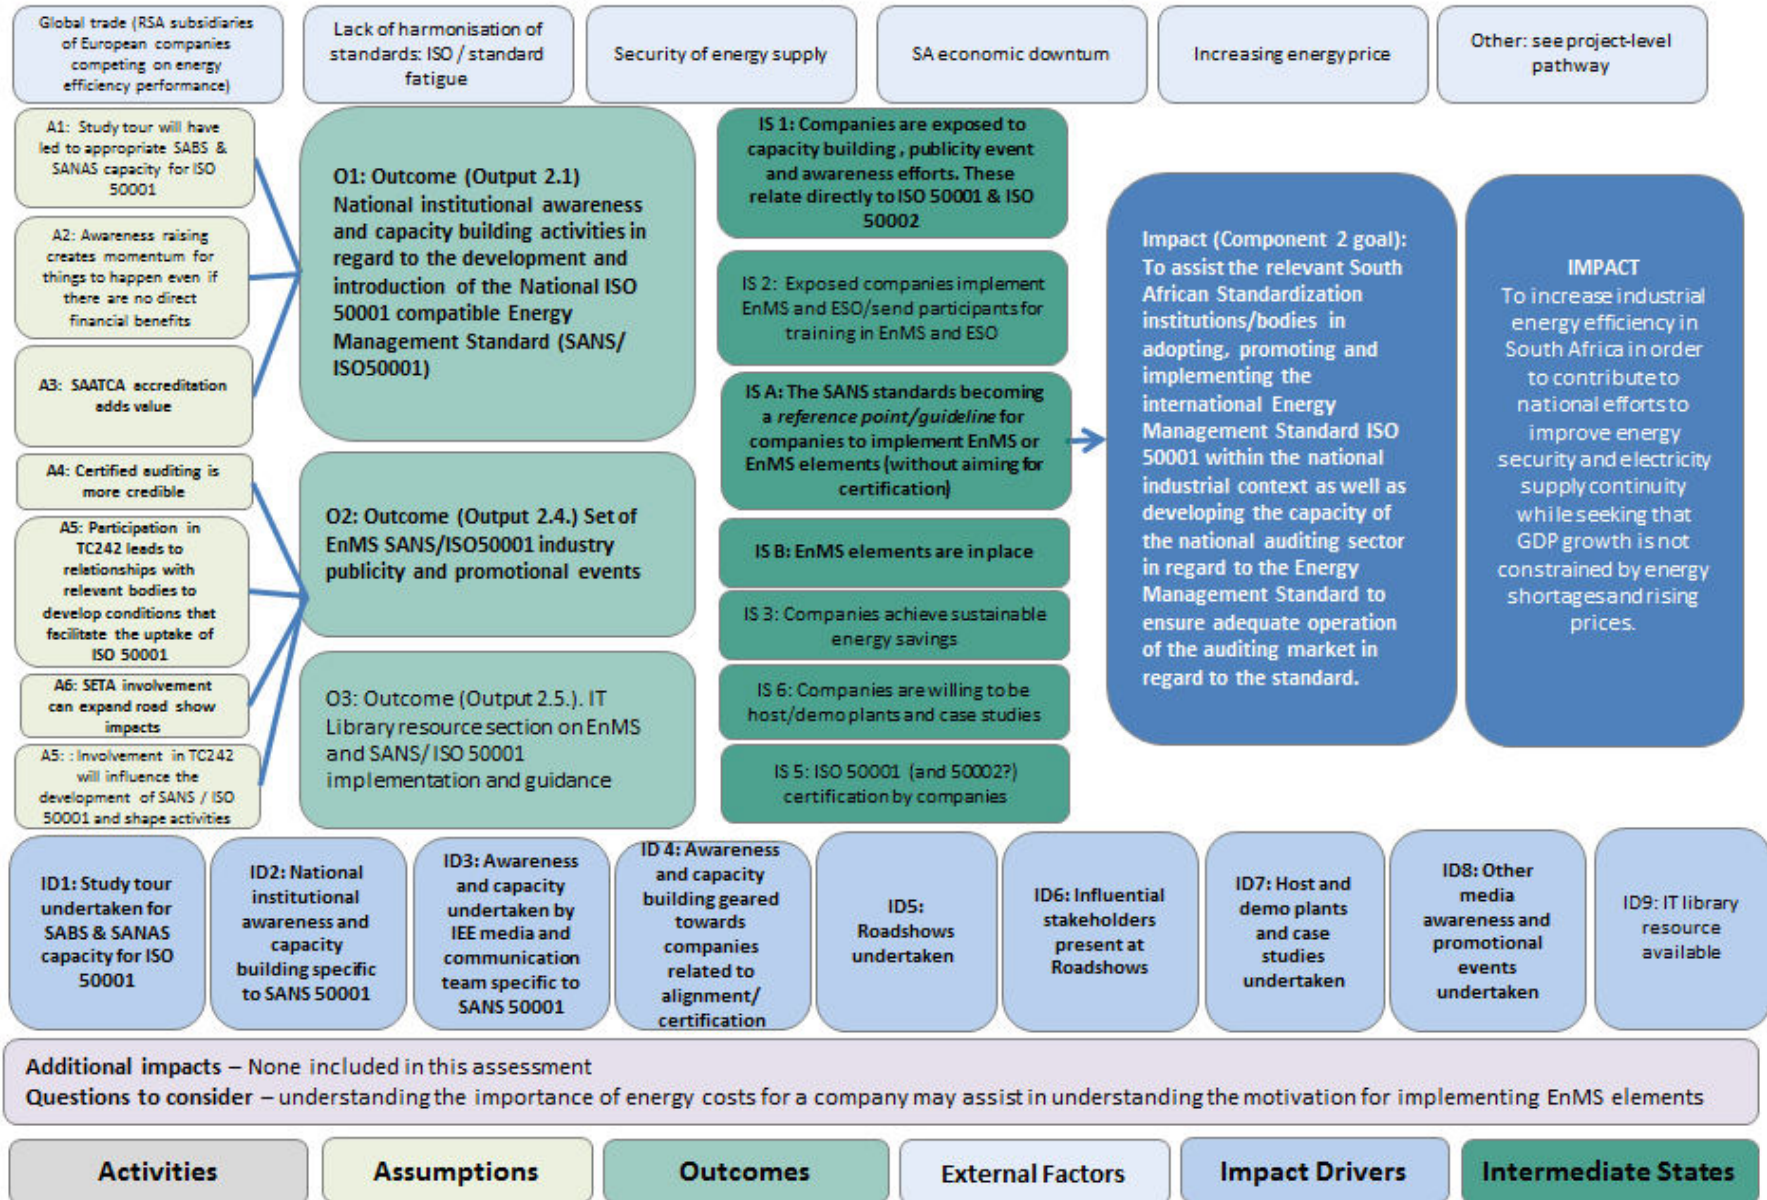 Global trade (RSA subsidiaries
of European companies
competing on energy
efficiency performance)
Lack of harmonisation of
standards: ISO / standard
fatigue
Security of energy supply
SA economic downturn
Increasing energy price
Other: see project-level
pathway
A1: Study tour will have
led to appropriate SABS &
SANAS capacity for ISO
50001
A2: Awareness raising
creates momentum for
things to happen even if
there are no direct
financial benefits
A3: SAATCA accreditation
adds value
A4: Certified auditing is
more credible
A5: Participation in
TC242 leads to
relationships with
relevant bodies to
develop conditions that
facilitate the uptake of
ISO 50001
A6: SETA involvement
can expand road show
impacts
A5: : Involvement in TC242
will influence the
development of SANS / ISO
50001 and shape activities
O1: Outcome (Output 2.1)
National institutional awareness
and capacity building activities in
regard to the development and
introduction of the National ISO
50001 compatible Energy
Management Standard (SANS/
ISO50001)
O2: Outcome (Output 2.4.) Set of
EnMS SANS/ISO50001 industry
publicity and promotional events
O3: Outcome (Output 2.5.). IT
Library resource section on EnMS
and SANS/ ISO 50001
implementation and guidance
IS 1: Companies are exposed to
capacity building , publicity event
and awareness efforts. These
relate directly to ISO 50001 & ISO
50002
IS 2: Exposed companies implement
EnMS and ESO/send participants for
training in EnMS and ESO
IS A: The SANS standards becoming
a reference point/guideline for
companies to implement EnMS or
EnMS elements (without aiming for
certification)
IS B: EnMS elements are in place
IS 3: Companies achieve sustainable
energy savings
IS 6: Companies are willing to be
host/demo plants and case studies
IS 5: ISO 50001 (and 50002?)
certification by companies
Impact (Component 2 goal):
To assist the relevant South
African Standardization
institutions/bodies in
adopting, promoting and
implementing the
international Energy
Management Standard ISO
50001 within the national
industrial context as well as
developing the capacity of
the national auditing sector
in regard to the Energy
Management Standard to
ensure adequate operation
of the auditing market in
regard to the standard.
IMPACT
To increase industrial
energy efficiency in
South Africa in order
to contribute to
national efforts to
improve energy
security and electricity
supply continuity
while seeking that
GDP growth is not
constrained by energy
shortages and rising
prices.
ID1: Study tour
undertaken for
SABS & SANAS
capacity for ISO
50001
ID2: National
institutional
awareness and
capacity
building specific
to SANS 50001
ID3: Awareness
and capacity
undertaken by
IEE media and
communication
team specific to
SANS 50001
ID 4: Awareness
and capacity
building geared
towards
companies
related to
alignment/
certification
ID5:
Roadshows
undertaken
ID6: Influential
stakeholders
present at
Roadshows
ID7: Host and
demo plants
and case
studies
undertaken
ID8: Other
media
awareness and
promotional
events
undertaken
ID9: IT library
resource
available
Additional impacts – None included in this assessment
Questions to consider – understanding the importance of energy costs for a company may assist in understanding the motivation for implementing EnMS elements
Activities
Assumptions
Outcomes
External Factors
Impact Drivers
Intermediate States